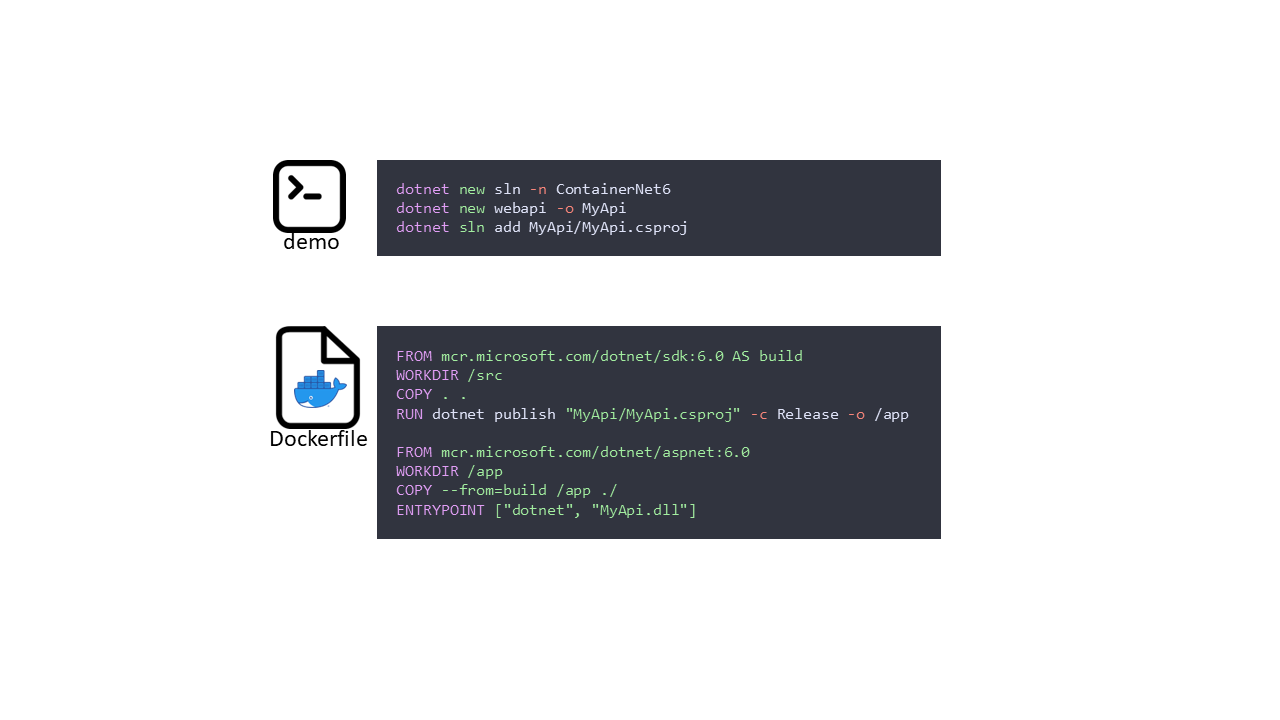 demo
dotnet new sln -n ContainerNet6
dotnet new webapi -o MyApi
dotnet sln add MyApi/MyApi.csproj
Dockerfile
FROM mcr.microsoft.com/dotnet/sdk:6.0 AS build
WORKDIR /src
COPY . .
RUN dotnet publish "MyApi/MyApi.csproj" -c Release -o /app
FROM mcr.microsoft.com/dotnet/aspnet:6.0
WORKDIR /app
COPY --from=build /app ./
ENTRYPOINT ["dotnet", "MyApi.dll"]